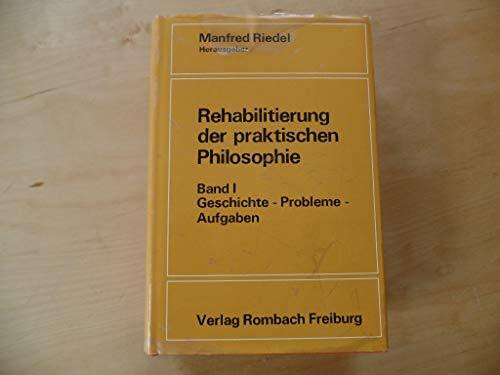 Manfred Riedel
Herausgeber
Rehabilitierung
der praktischen
Philosophie
Band I
Geschichte - Probleme -
Aufgaben
Verlag Rombach Freiburg